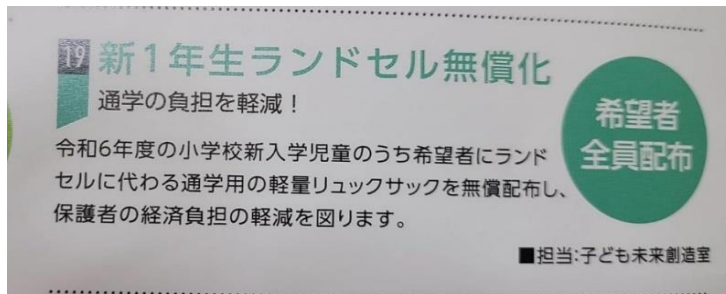 19 新1年生ランドセル無償化
通学の負担を軽減！
希望者
全員配布
令和6年度の小学校新入学児童のうち希望者にランド
セルに代わる通学用の軽量リュックサックを無償配布し、
保護者の経済負担の軽減を図ります。
■担当:子ども未来創造室